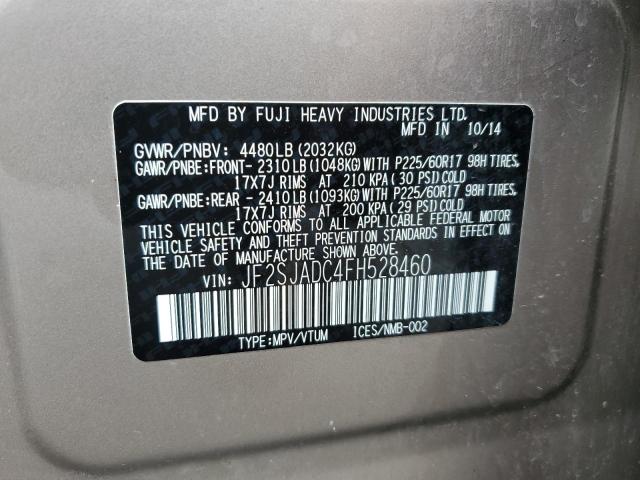 MFD BY FUJI HEAVY INDUSTRIES LTD.
MFD IN 10/14
GVWR/PNBV: 4480LB(2032KG)
GAWR/PNBE:FRONT- 2310LB(1048KG)WITH P225/60R17 98H TIRES,
17X7J RIMS AT 210 KPA(30 PSI)COLD
GAWR/PNBE:REAR - 2410LB(1093KG)WITH P225/60R17 98H TIRES,
17X7J RIMS AT 200 KPA(29 PSI)COLD
THIS VEHICLE CONFORMS TO ALL APPLICABLE FEDERAL MOTOR
VEHICLE SAFETY AND THEFT PREVENTION STANDARDS IN EFFECT ON
THE DATE OF MANUFACTURE SHOWN ABOVE.
VIN: JF2SJADC4FH528460
TYPE:MPV/VTUM ICES/NMB-002